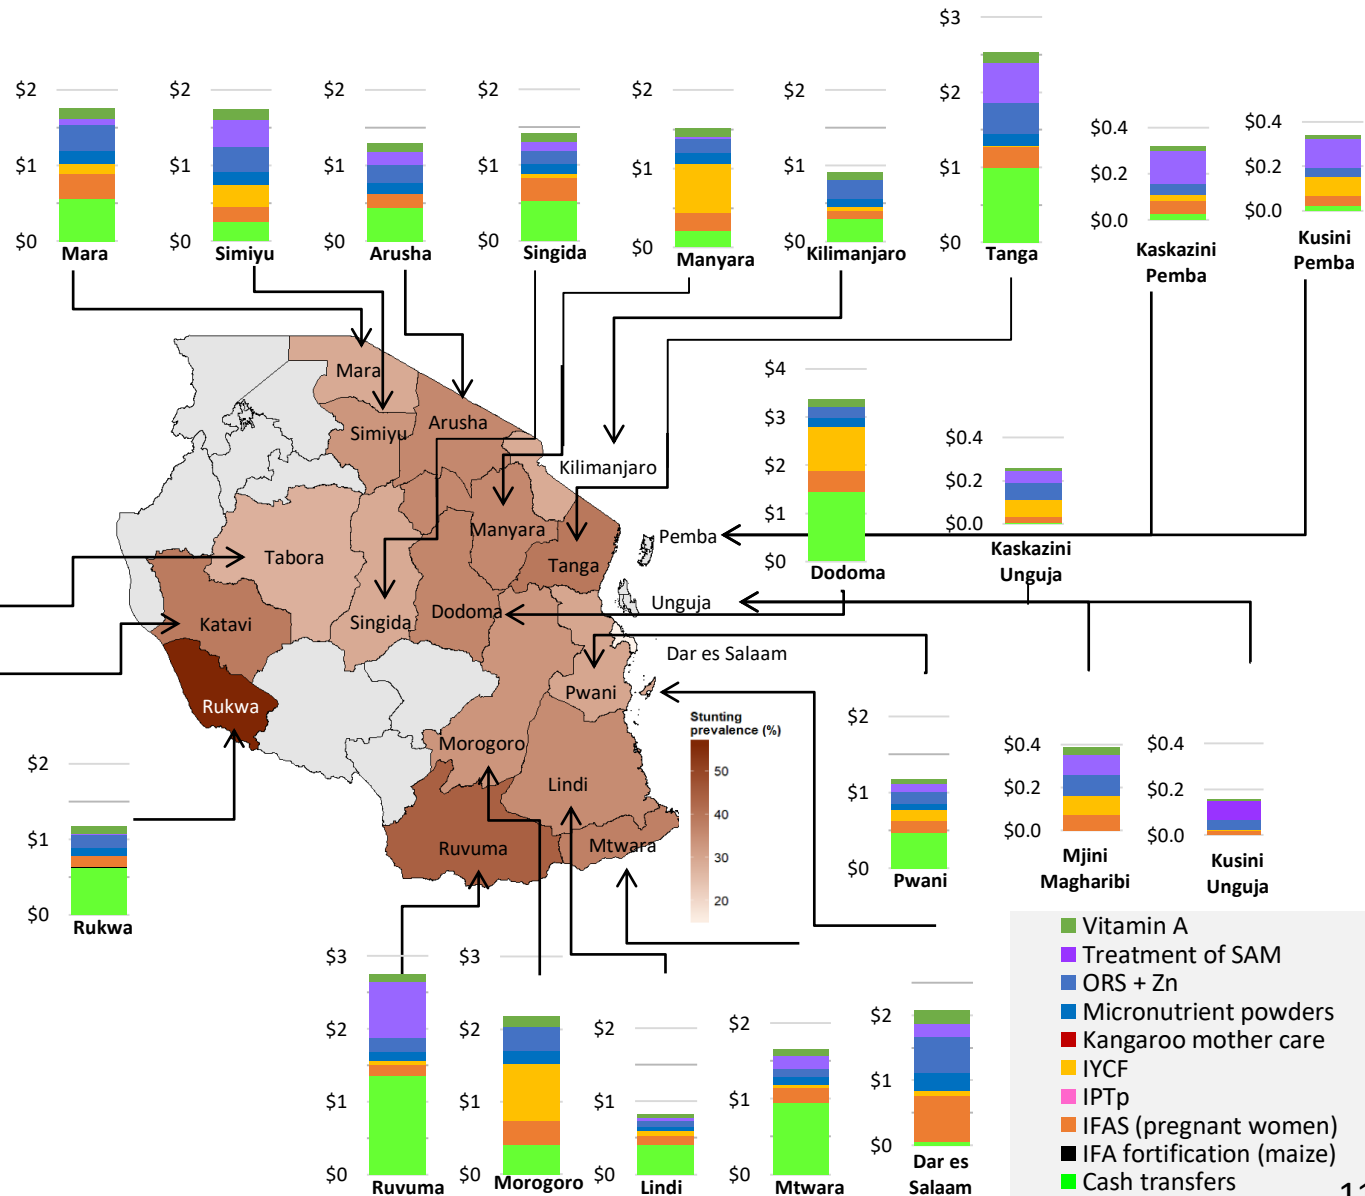 $3
$2
$1
$0
Tanga
$2
$1
$0
Mara
$2
$1
$0
Simiyu
$2
$1
$0
Arusha
$2
$1
$0
Singida
$2
$1
$0
Manyara
$2
$1
$0
Kilimanjaro
$0.4
$0.2
$0.0
Kaskazini
Pemba
$0.4
$0.2
$0.0
Kusini
Pemba
Mara
Simiyu
Arusha
Kilimanjaro
Manyara
Tabora
Tanga
Pemba
Katavi
Singida
Dodoma
Unguja
Dar es Salaam
Rukwa
Pwani
Morogoro
Lindi
Ruvuma
Mtwara
$4
$3
$2
$1
$0
Dodoma
$0.4
$0.2
$0.0
Kaskazini
Unguja
Stunting
prevalence (%)
50
40
30
20
$2
$1
$0
Rukwa
$2
$1
$0
Pwani
$0.4
$0.2
$0.0
Mjini
Magharibi
$0.4
$0.2
$0.0
Kusini
Unguja
$3
$2
$1
$0
Ruvuma
$3
$2
$1
$0
Morogoro
$2
$1
$0
Lindi
$2
$1
$0
Mtwara
$2
$1
$0
Dar es
Salaam
Vitamin A
Treatment of SAM
ORS + Zn
Micronutrient powders
Kangaroo mother care
IYCF
IPTp
IFAS (pregnant women)
IFA fortification (maize)
Cash transfers